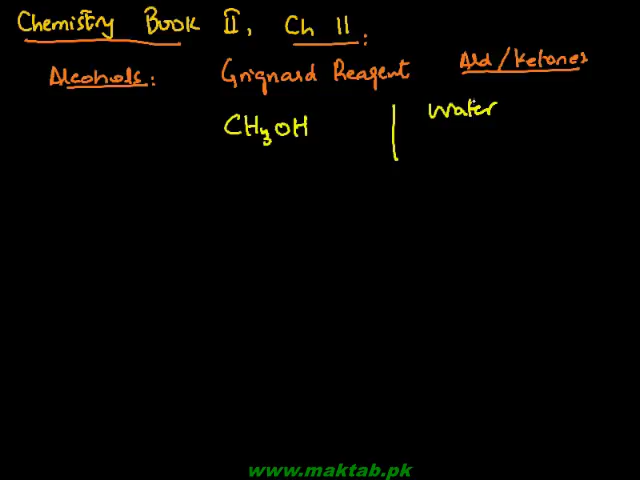 Chemistry Book II, Ch 11:
Alcohols: Grignard Reagent Ald/Ketones
CH3OH | Water
www.maktab.pk